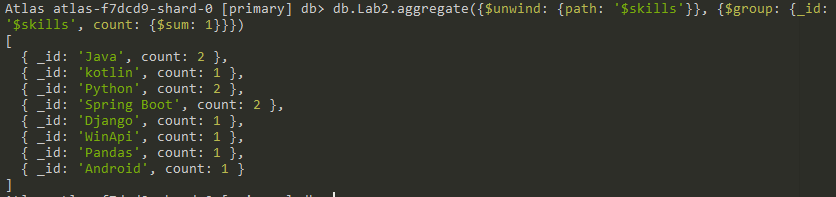 Atlas atlas-f7dcd9-shard-0 [primary] db> db.Lab2.aggregate({$unwind: {path: '$skills'}}, {$group: {_id:
'$skills', count: {$sum: 1}}})
[
  { _id: 'Java', count: 2 },
  { _id: 'kotlin', count: 1 },
  { _id: 'Python', count: 2 },
  { _id: 'Spring Boot', count: 2 },
  { _id: 'Django', count: 1 },
  { _id: 'WinApi', count: 1 },
  { _id: 'Pandas', count: 1 },
  { _id: 'Android', count: 1 }
]